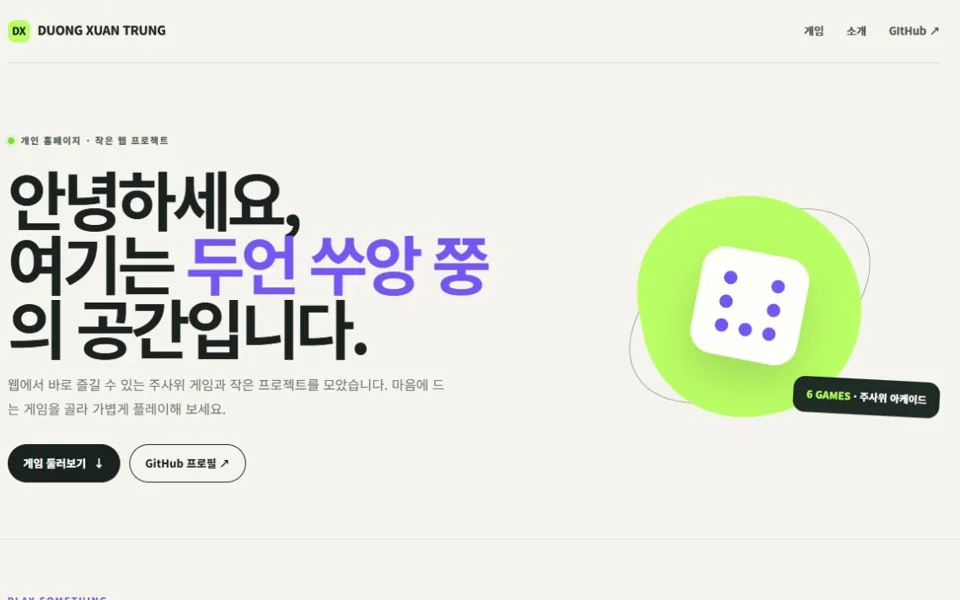 DX DUONG XUAN TRUNG
게임 소개 GitHub ↗
개인 홈페이지 · 작은 웹 프로젝트
안녕하세요,
여기는 두언 쑤앙 쭝
의 공간입니다.
웹에서 바로 즐길 수 있는 주사위 게임과 작은 프로젝트를 모았습니다. 마음에 드
는 게임을 골라 가볍게 플레이해 보세요.
6 GAMES · 주사위 아케이드
게임 둘러보기 ↓
GitHub 프로필 ↗
PLAY SOMETHING